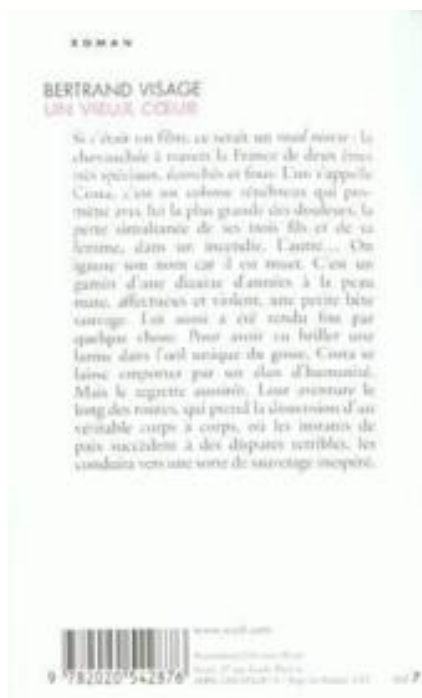 ROMAN
BERTRAND VISAGE
UN VIEUX CŒUR
Si c'était un film, ce serait un road movie : la
chevauchée à travers la France de deux êtres
très spéciaux, écorchés et fous. L'un s'appelle
Costa, c'est un colosse ténébreux qui pro-
mène avec lui la plus grande des douleurs, la
perte simultanée de ses trois fils et de sa
femme, dans un incendie. L'autre... On
ignore son nom car il est muet. C'est un
gamin d'une dizaine d'années à la peau
mate, affectueux et violent, une petite bête
sauvage. Lui aussi a été rendu fou par
quelque chose. Pour avoir vu briller une
larme dans l'œil unique du gosse, Costa se
laisse emporter par un élan d'humanité.
Mais le regrette aussitôt. Leur aventure le
long des routes, qui prend la dimension d'un
véritable corps à corps, où les instants de
paix succèdent à des disputes terribles, les
conduira vers une sorte de sauvetage inespéré.
www.seuil.com
9 782020 542876